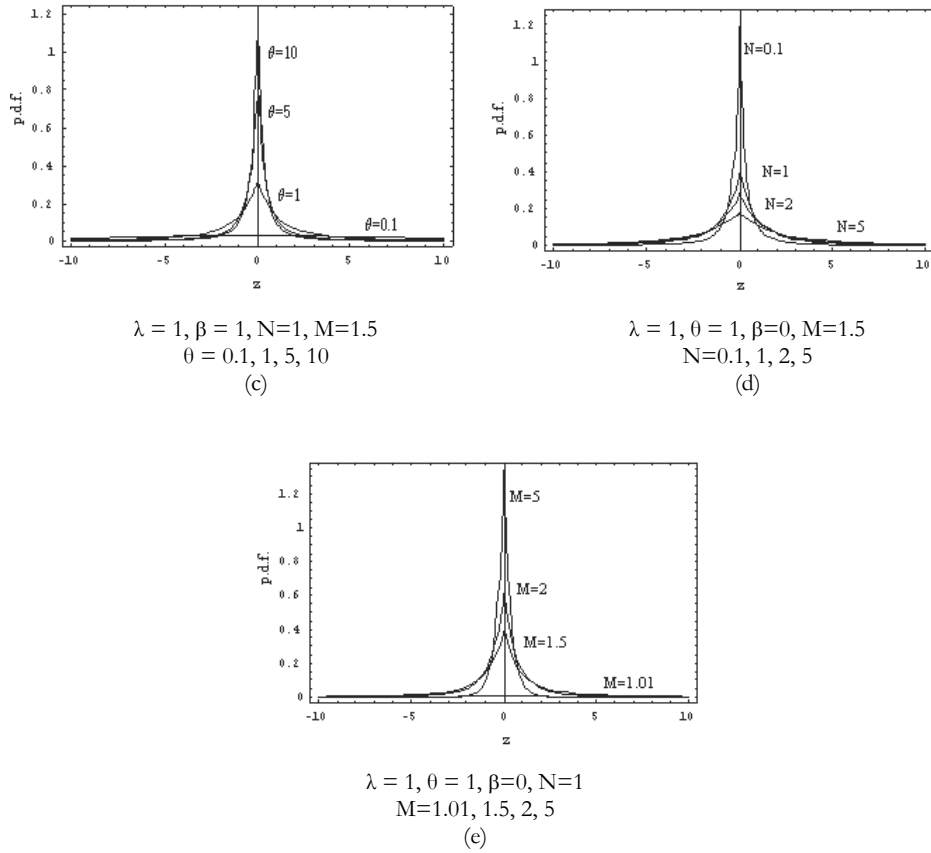 1.2
1
0.8
0.6
0.4
0.2
0
p.d.f.
θ=10
θ=5
θ=1
θ=0.1
-10 -5 0 5 10
z
λ = 1, β = 1, N=1, M=1.5
θ = 0.1, 1, 5, 10
(c)
1.2
1
0.8
0.6
0.4
0.2
0
p.d.f.
N=0.1
N=1
N=2
N=5
-10 -5 0 5 10
z
λ = 1, θ = 1, β=0, M=1.5
N=0.1, 1, 2, 5
(d)
1.2
1
0.8
0.6
0.4
0.2
0
p.d.f.
M=5
M=2
M=1.5
M=1.01
-10 -5 0 5 10
z
λ = 1, θ = 1, β=0, N=1
M=1.01, 1.5, 2, 5
(e)